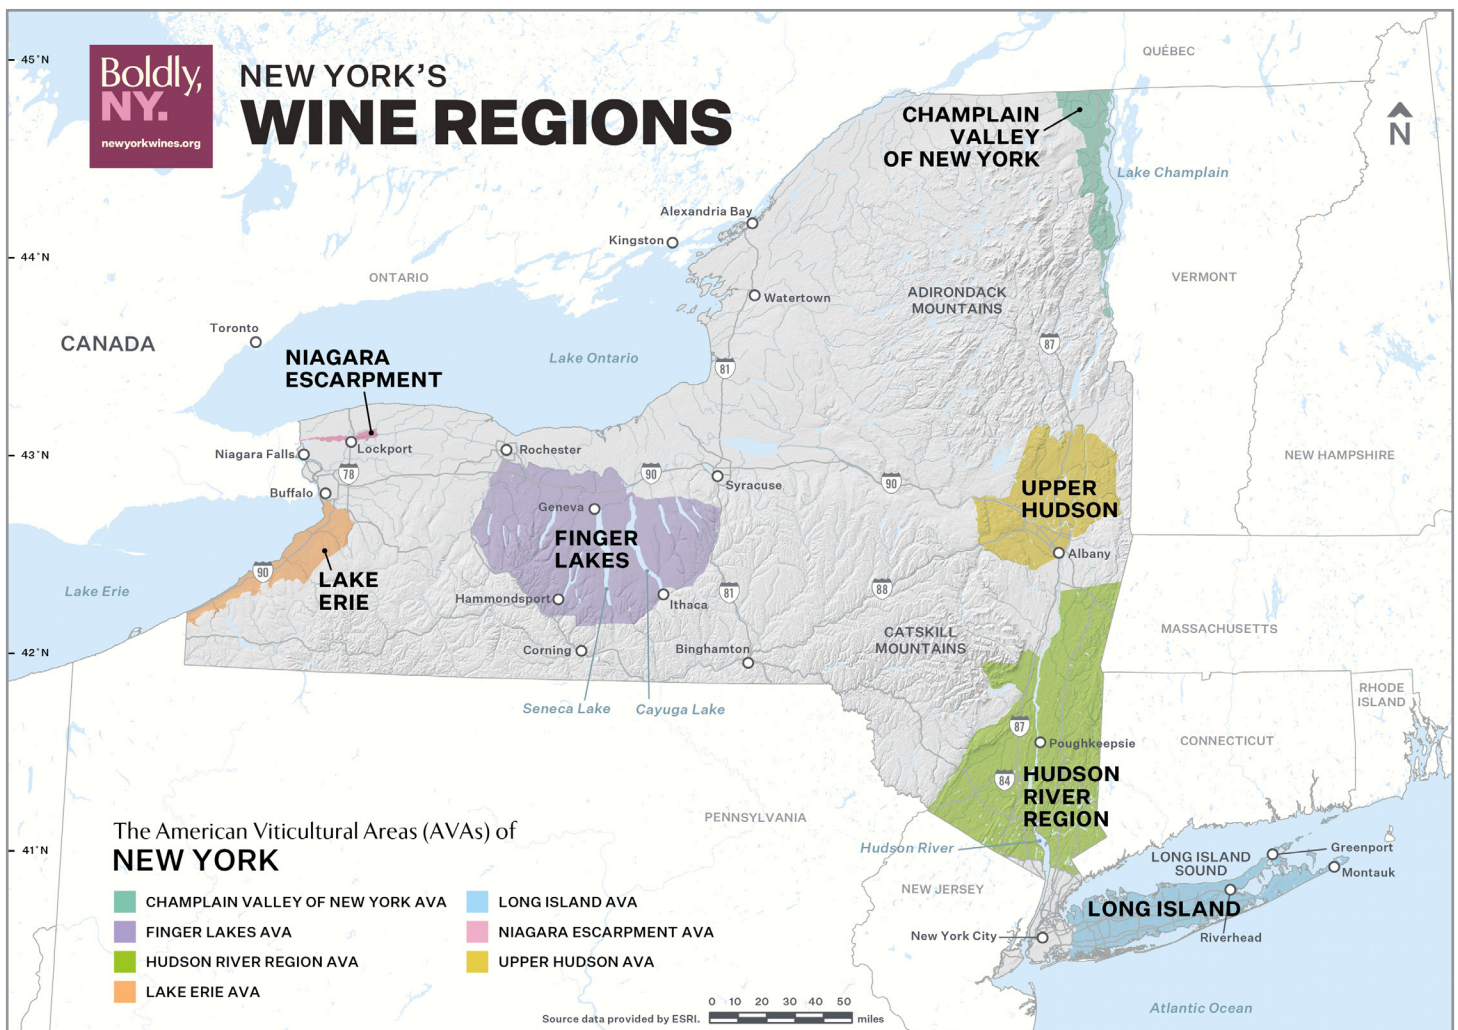 45°N
Boldly,
NY.
newyorkwines.org
NEW YORK'S
WINE REGIONS
QUÉBEC
N
CHAMPLAIN
VALLEY
OF NEW YORK
Lake Champlain
Alexandria Bay
Kingston
44°N
ONTARIO
VERMONT
ADIRONDACK
MOUNTAINS
Watertown
Toronto
CANADA
87
NIAGARA
ESCARPMENT
Lake Ontario
81
43°N
Niagara Falls
Lockport
Rochester
NEW HAMPSHIRE
78
90
90
Syracuse
Buffalo
UPPER
HUDSON
Geneva
FINGER
LAKES
Albany
90
LAKE
ERIE
Lake Erie
81
88
Hammondsport
Ithaca
MASSACHUSETTS
CATSKILL
MOUNTAINS
42°N
Corning
Binghamton
RHODE
ISLAND
Seneca Lake
Cayuga Lake
87
Poughkeepsie
CONNECTICUT
84
HUDSON
RIVER
REGION
PENNSYLVANIA
Hudson River
41°N
Greenport
LONG ISLAND
SOUND
Montauk
NEW JERSEY
LONG ISLAND
New York City
Riverhead
Atlantic Ocean
The American Viticultural Areas (AVAs) of
NEW YORK
CHAMPLAIN VALLEY OF NEW YORK AVA
FINGER LAKES AVA
HUDSON RIVER REGION AVA
LAKE ERIE AVA
LONG ISLAND AVA
NIAGARA ESCARPMENT AVA
UPPER HUDSON AVA
0 10 20 30 40 50
Source data provided by ESRI.
miles